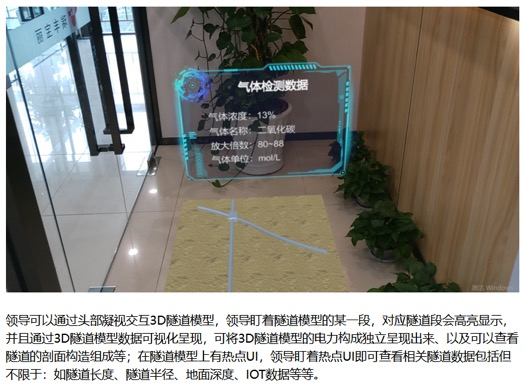 气体检测数据
气体浓度：13%
气体名称：二氧化碳
放大倍数：80~88
气体单位：mol/L
激活 Windows
领导可以通过头部凝视交互3D隧道模型，领导盯着隧道模型的某一段，对应隧道段会高亮显示，
并且通过3D隧道模型数据可视化呈现，可将3D隧道模型的电力构成独立呈现出来、以及可以查看
隧道的剖面构造组成等；在隧道模型上有热点UI，领导盯着热点UI即可查看相关隧道数据包括但
不限于：如隧道长度、隧道半径、地面深度、IOT数据等等。